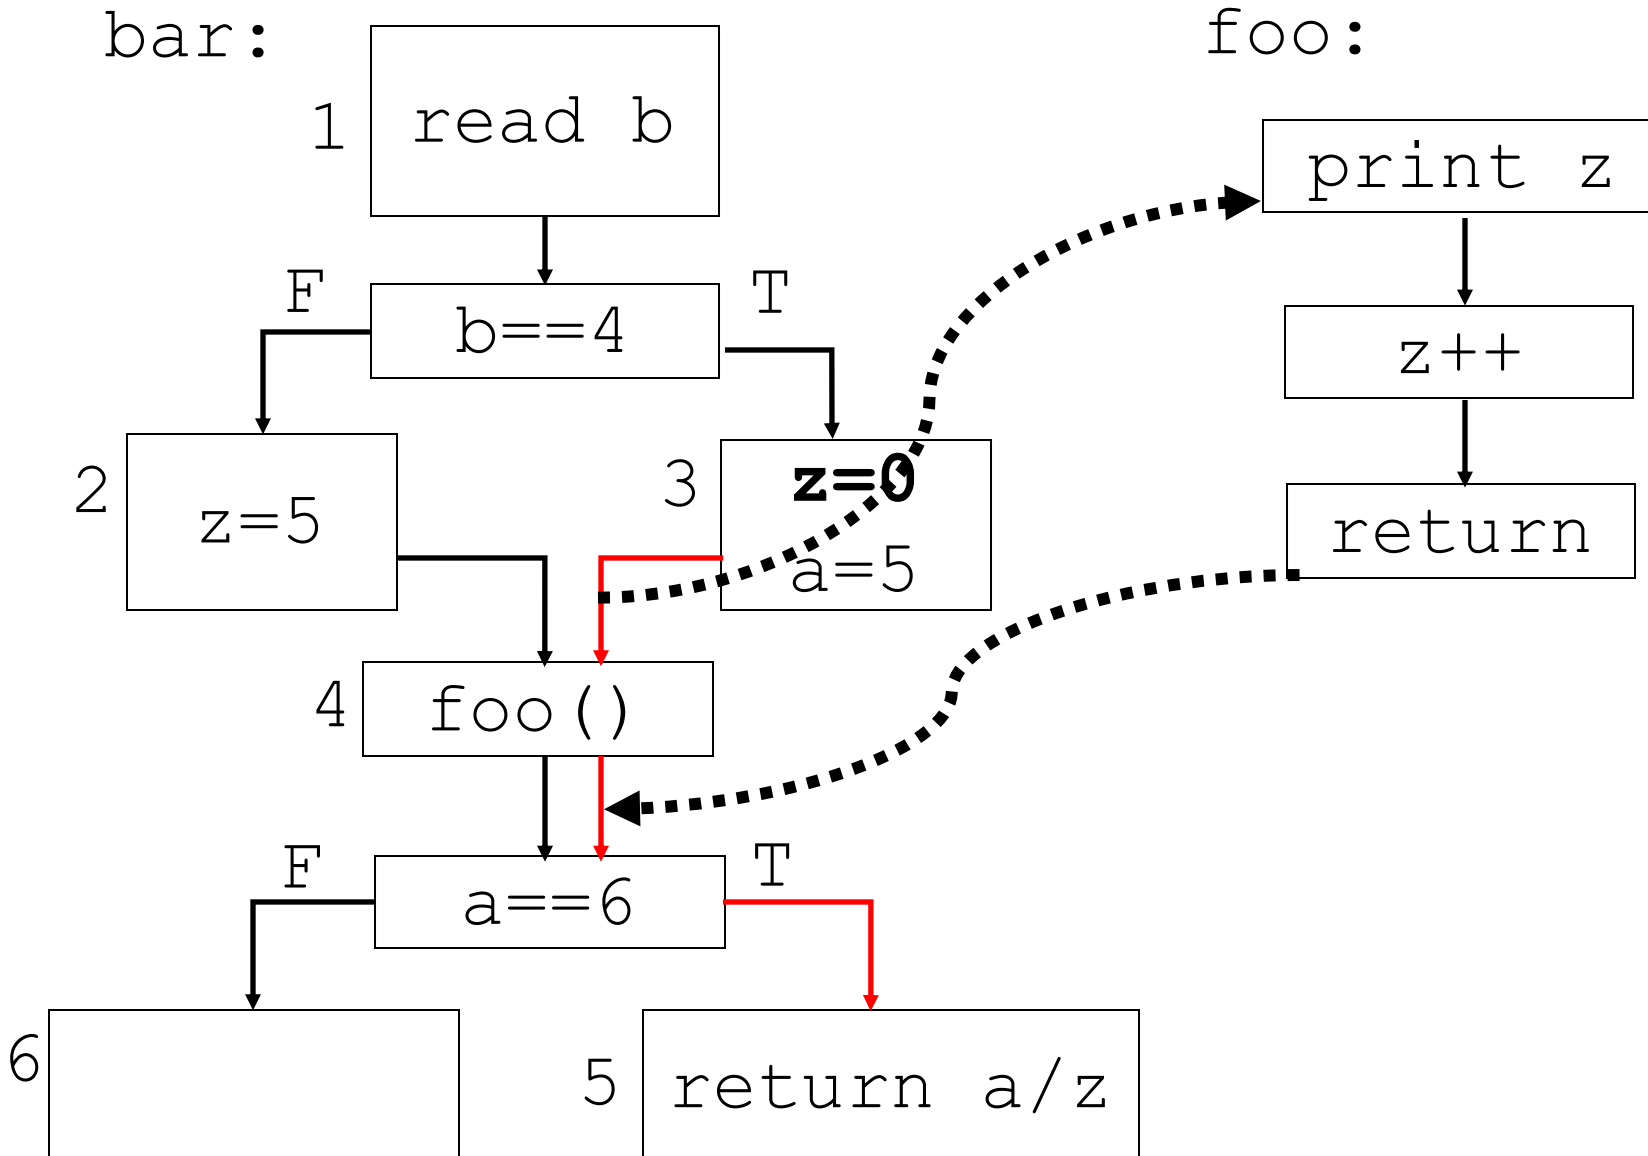 bar:
1
read b
F
T
b==4
2
z=5
3
z=0
a=5
4
foo()
F
T
a==6
6
5
return a/z
foo:
print z
z++
return